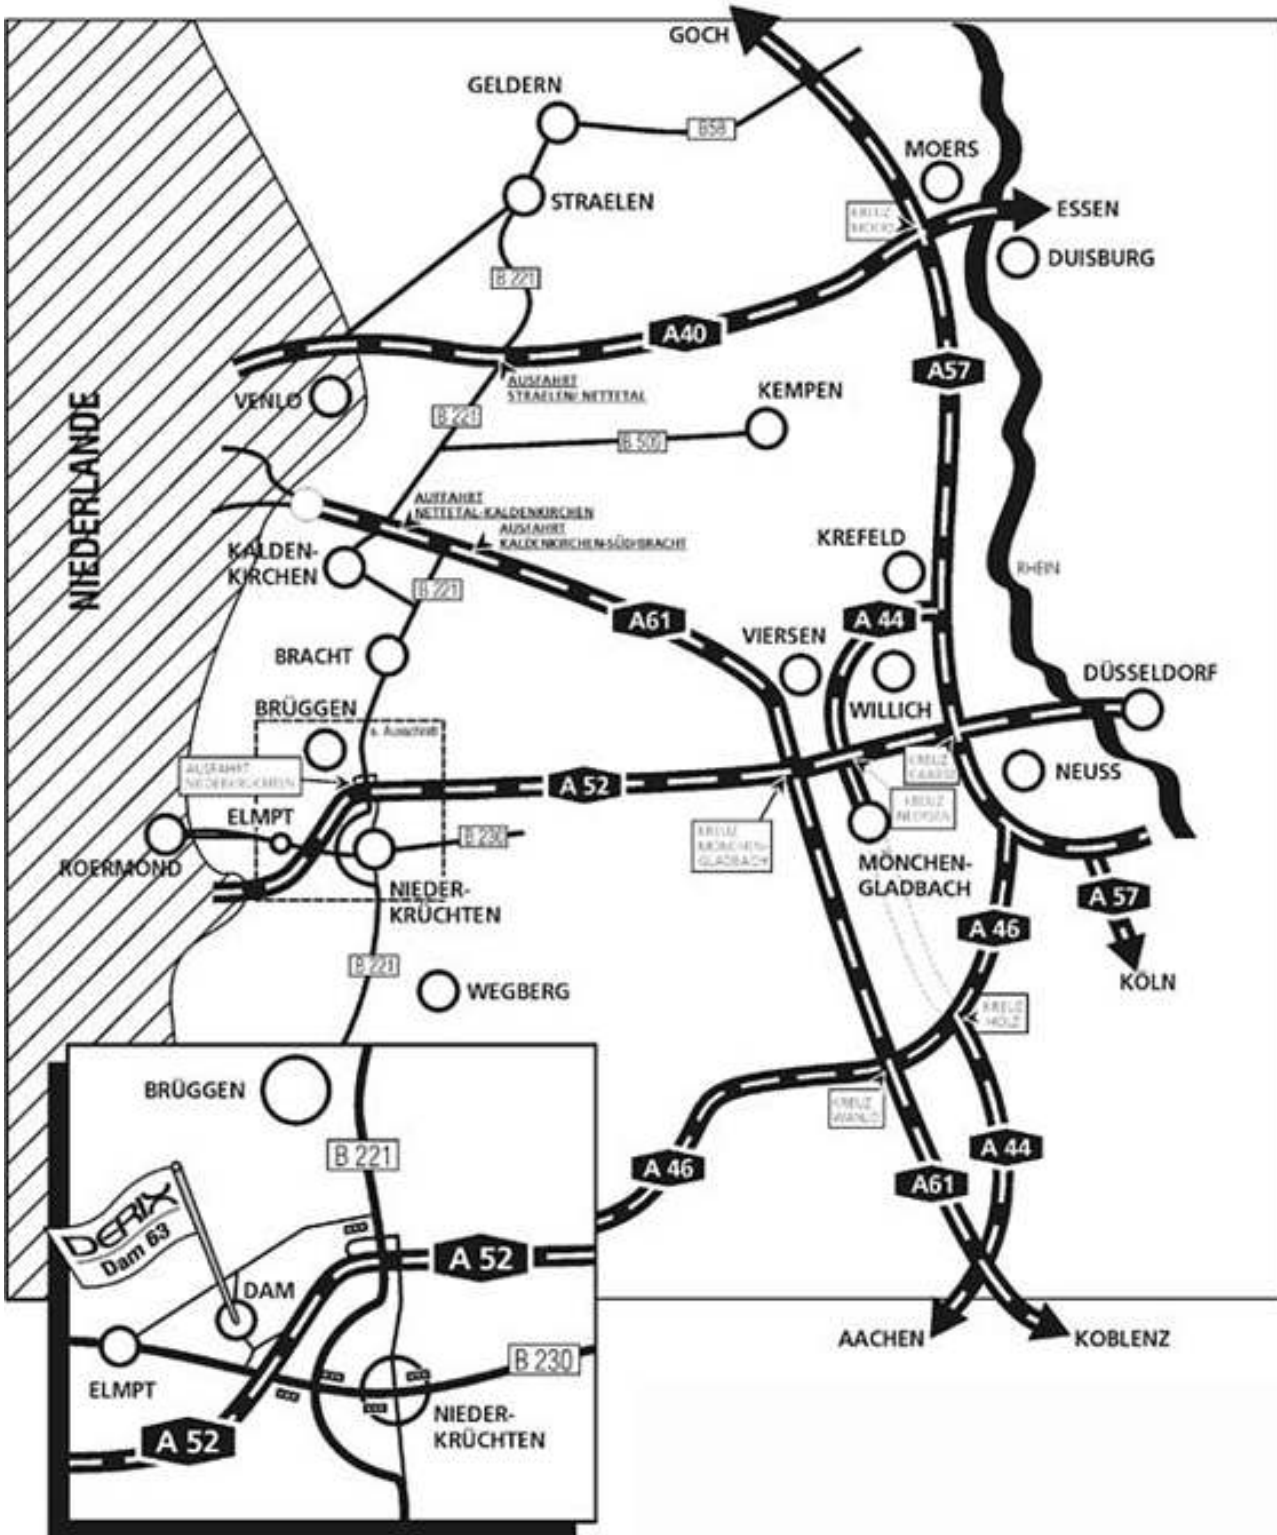 GOCH
GELDERN
B58
MOERS
STRAELEN
KREUZ
MOERS
ESSEN
DUISBURG
B 221
A40
A57
AUSFAHRT
STRAELEN/ NETTETAL
VENLO
B 221
KEMPEN
B 509
NIEDERLANDE
AUFFAHRT
NETTETAL-KALDENKIRCHEN
AUSFAHRT
KALDENKIRCHEN-SÜD/BRACHT
KALDEN-
KIRCHEN
KREFELD
RHEIN
B 221
A61
A 44
VIERSEN
BRACHT
WILLICH
DÜSSELDORF
BRÜGGEN
s. Ausschnitt
AUSFAHRT
KREUZ
KAARST
NEUSS
A 52
ELMPT
KREUZ
NEERSEN
ROERMOND
B 230
KREUZ
MÖNCHEN-
GLADBACH
MÖNCHEN-
GLADBACH
NIEDER-
KRÜCHTEN
A 57
A 46
B 221
WEGBERG
KÖLN
KREUZ
HOLZ
BRÜGGEN
KREUZ
WANLO
B 221
A 44
A 46
A61
DERIX
Dam 63
A 52
DAM
AACHEN
KOBLENZ
B 230
ELMPT
NIEDER-
KRÜCHTEN
A 52